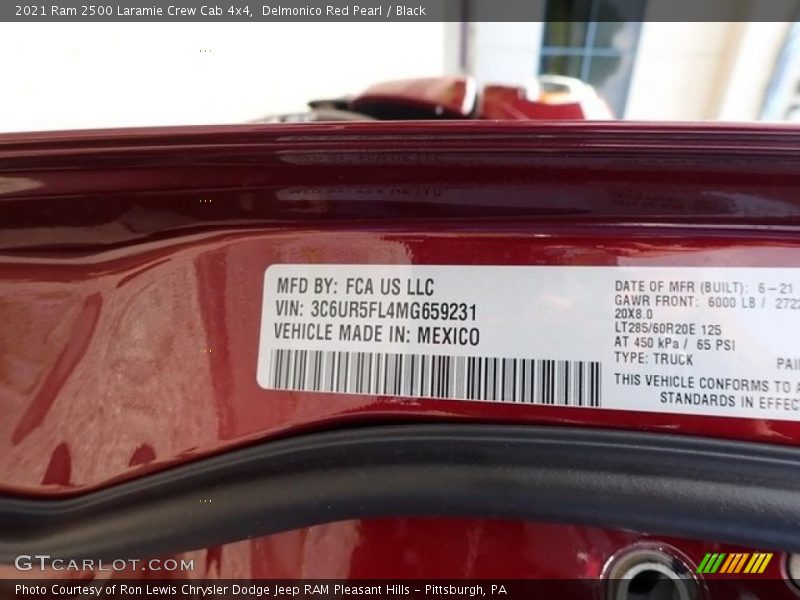 2021 Ram 2500 Laramie Crew Cab 4x4, Delmonico Red Pearl / Black
MFD BY: FCA US LLC
VIN: 3C6UR5FL4MG659231
VEHICLE MADE IN: MEXICO
DATE OF MFR (BUILT): 6-21
GAWR FRONT: 6000 LB / 272
20X8.0
LT285/60R20E 125
AT 450 kPa / 65 PSI
TYPE: TRUCK
PAI
THIS VEHICLE CONFORMS TO A
STANDARDS IN EFFEC
GTCARLOT.COM
Photo Courtesy of Ron Lewis Chrysler Dodge Jeep RAM Pleasant Hills - Pittsburgh, PA